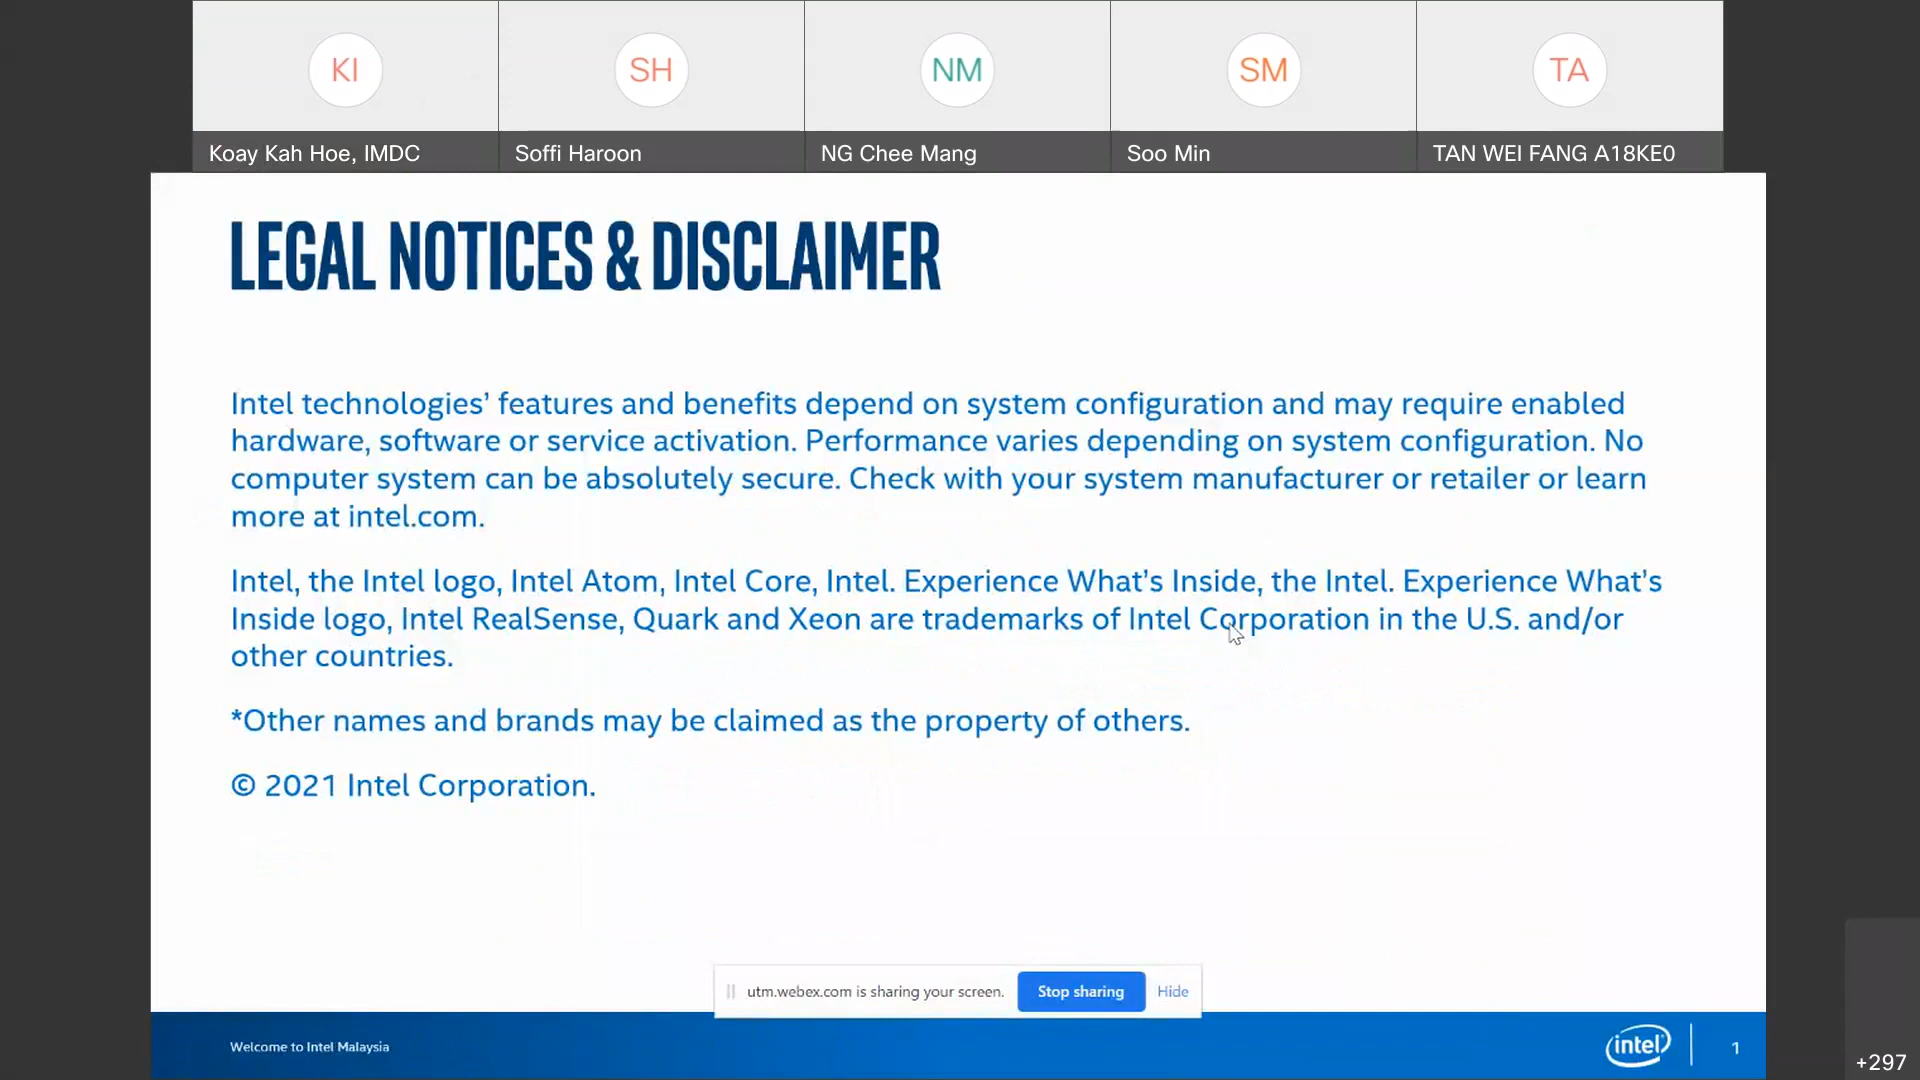 KI
SH
NM
SM
TA
Koay Kah Hoe, IMDC
Soffi Haroon
NG Chee Mang
Soo Min
TAN WEI FANG A18KE0
LEGAL NOTICES & DISCLAIMER
Intel technologies’ features and benefits depend on system configuration and may require enabled
hardware, software or service activation. Performance varies depending on system configuration. No
computer system can be absolutely secure. Check with your system manufacturer or retailer or learn
more at intel.com.
Intel, the Intel logo, Intel Atom, Intel Core, Intel. Experience What’s Inside, the Intel. Experience What’s
Inside logo, Intel RealSense, Quark and Xeon are trademarks of Intel Corporation in the U.S. and/or
other countries.
*Other names and brands may be claimed as the property of others.
© 2021 Intel Corporation.
utm.webex.com is sharing your screen.
Stop sharing
Hide
Welcome to Intel Malaysia
intel
1
+297